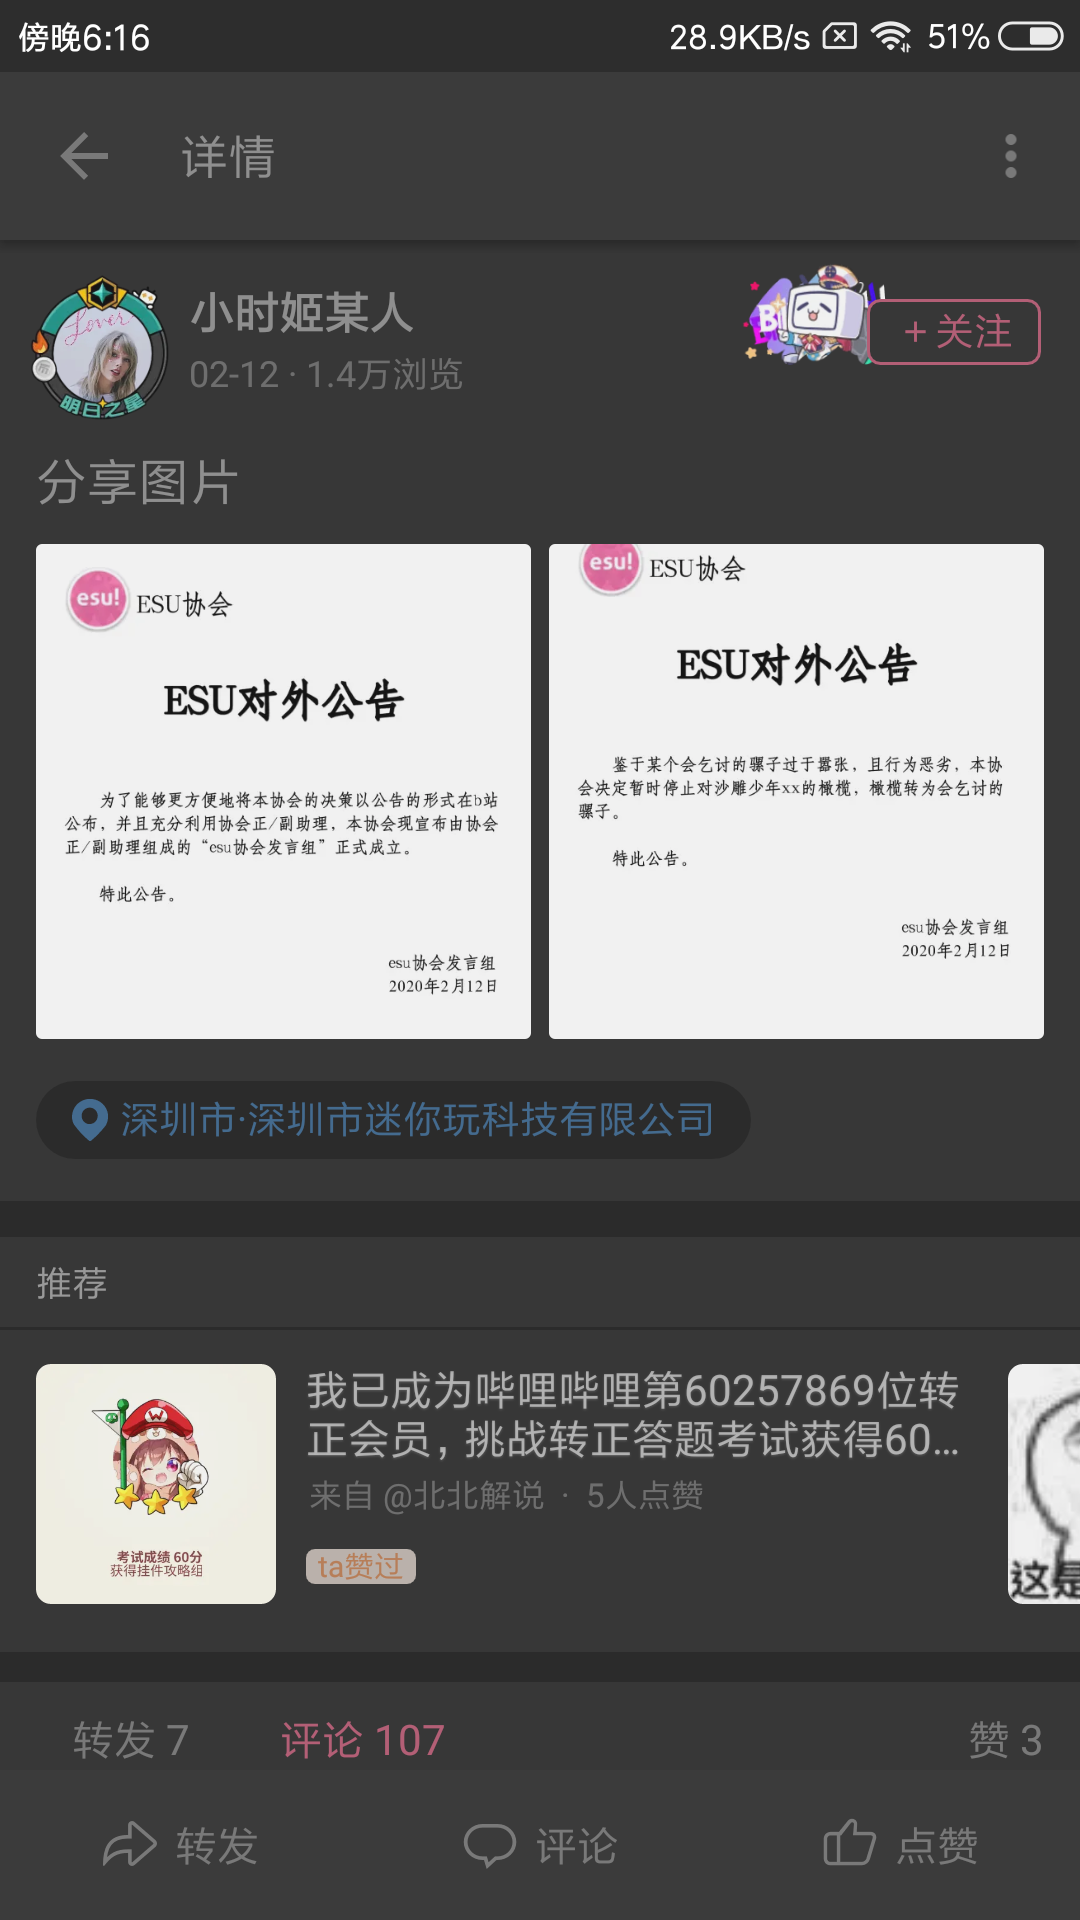 傍晚6:16
28.9KB/s
51%
详情
Lover
明日之星
小时姬某人
02-12 · 1.4万浏览
+ 关注
分享图片
esu! ESU协会
ESU对外公告
为了能够更方便地将本协会的决策以公告的形式在b站
公布，并且充分利用协会正/副助理，本协会现宣布由协会
正/副助理组成的“esu协会发言组”正式成立。
特此公告。
esu协会发言组
2020年2月12日
esu! ESU协会
ESU对外公告
鉴于某个会乞讨的骡子过于嚣张，且行为恶劣，本协
会决定暂时停止对沙雕少年xx的橄榄，橄榄转为会乞讨的
骡子。
特此公告。
esu协会发言组
2020年2月12日
深圳市·深圳市迷你玩科技有限公司
推荐
考试成绩 60分
获得挂件攻略组
我已成为哔哩哔哩第60257869位转
正会员，挑战转正答题考试获得60...
来自 @北北解说 · 5人点赞
ta赞过
这是
转发 7
评论 107
赞 3
转发
评论
点赞